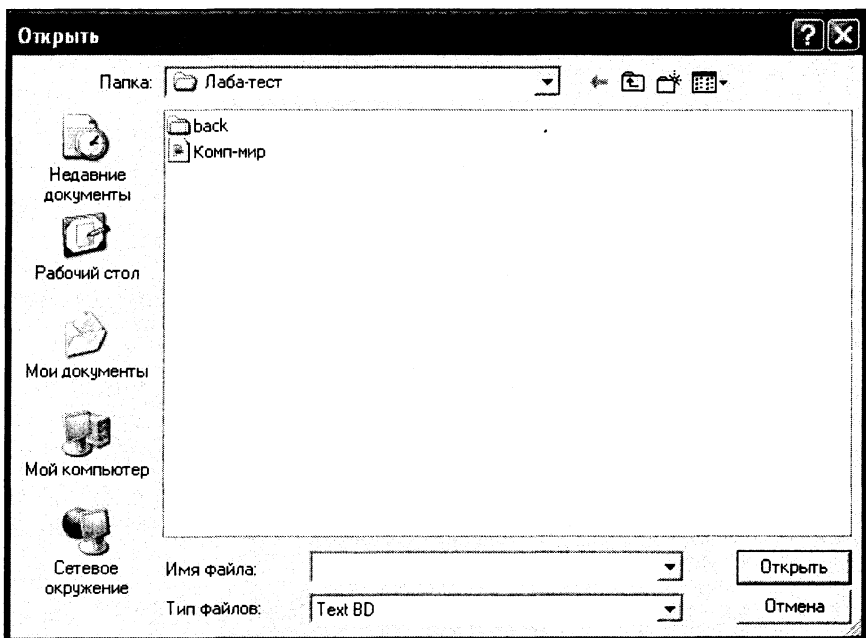 Открыть
Папка: Лаба-тест
back
Комп-мир
Недавние
документы
Рабочий стол
Мои документы
Мой компьютер
Сетевое
окружение
Имя файла:
Открыть
Тип файлов: Text BD
Отмена